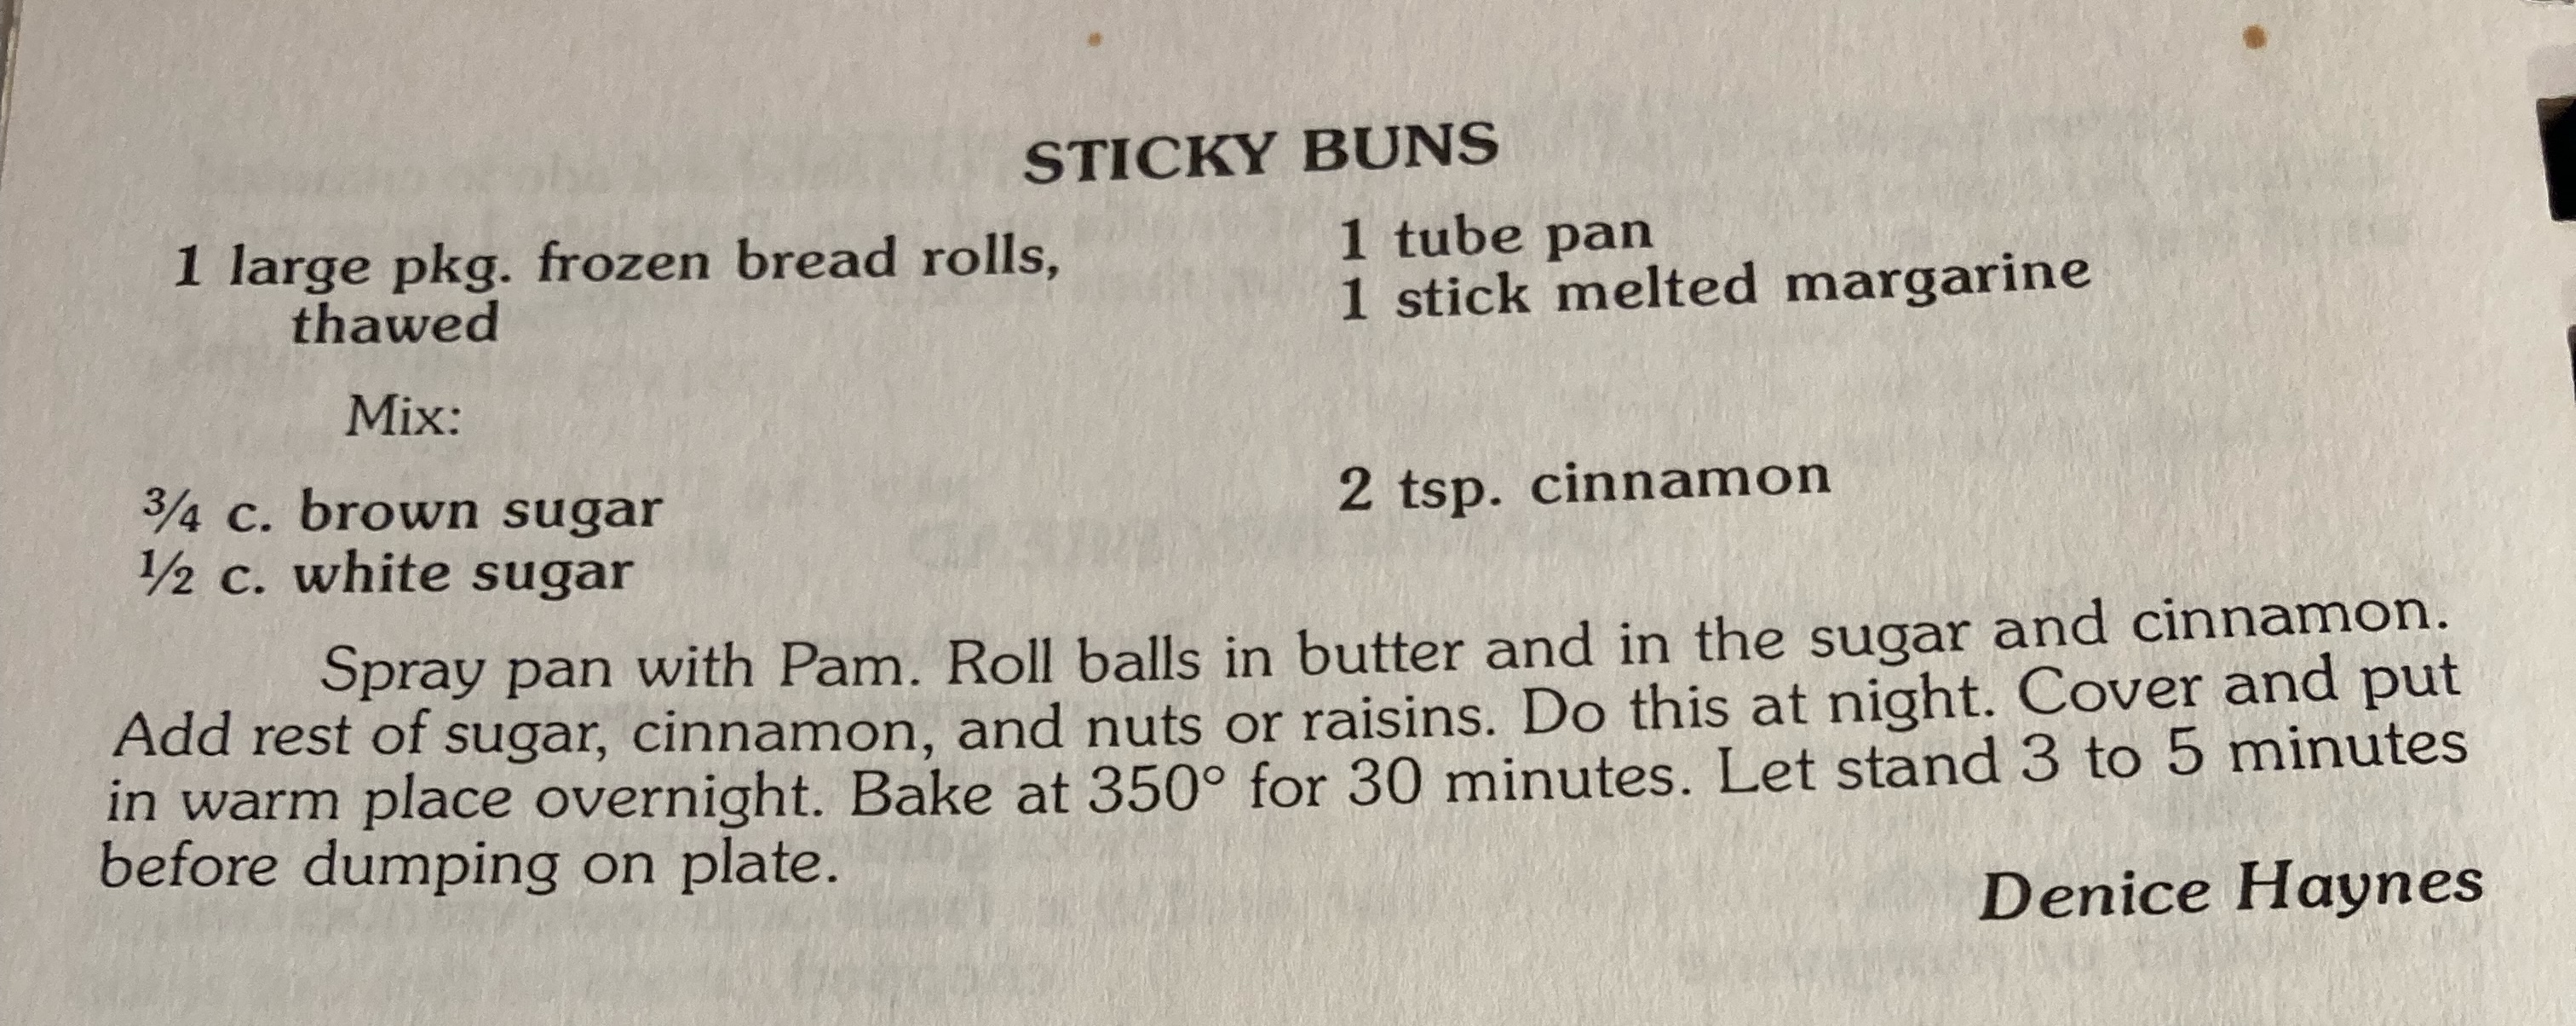 STICKY BUNS
1 large pkg. frozen bread rolls,
thawed
1 tube pan
1 stick melted margarine
Mix:
¾ c. brown sugar
½ c. white sugar
2 tsp. cinnamon
Spray pan with Pam. Roll balls in butter and in the sugar and cinnamon.
Add rest of sugar, cinnamon, and nuts or raisins. Do this at night. Cover and put
in warm place overnight. Bake at 350° for 30 minutes. Let stand 3 to 5 minutes
before dumping on plate.
Denice Haynes